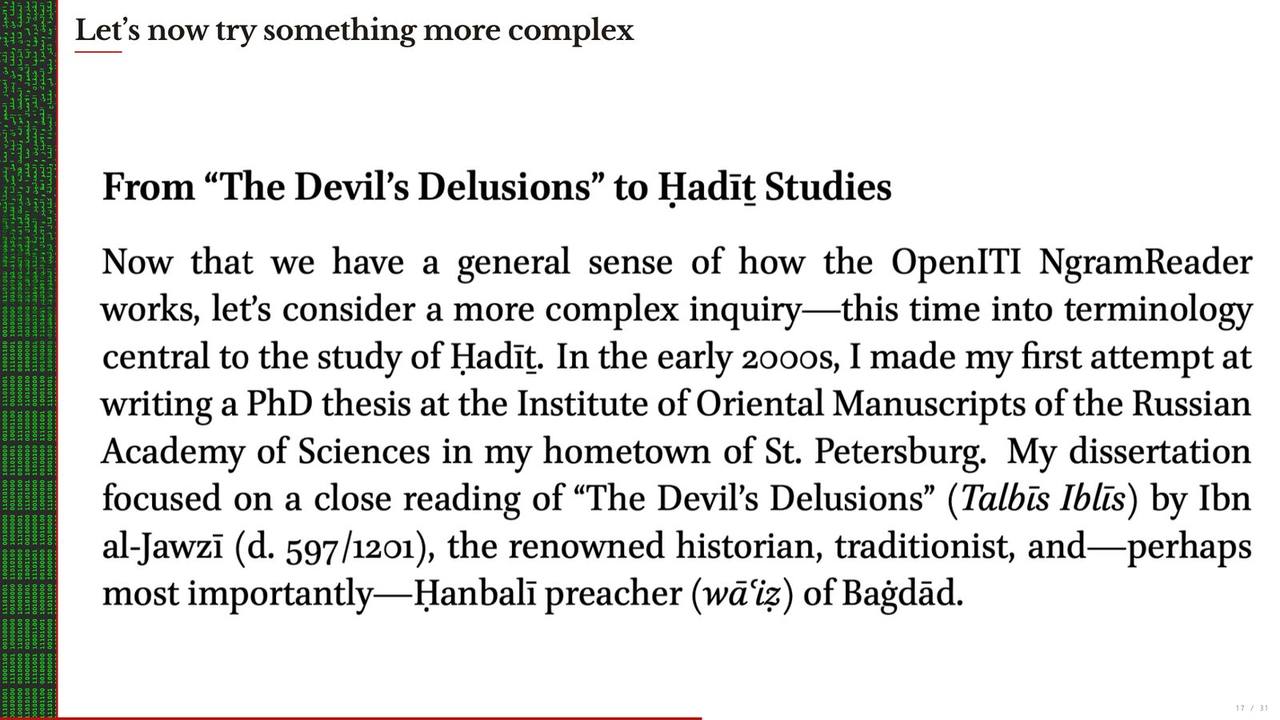 Let’s now try something more complex
From “The Devil’s Delusions” to Ḥadīṯ Studies
Now that we have a general sense of how the OpenITI NgramReader
works, let’s consider a more complex inquiry—this time into terminology
central to the study of Ḥadīṯ. In the early 2000s, I made my first attempt at
writing a PhD thesis at the Institute of Oriental Manuscripts of the Russian
Academy of Sciences in my hometown of St. Petersburg. My dissertation
focused on a close reading of “The Devil’s Delusions” (Talbīs Iblīs) by Ibn
al-Jawzī (d. 597/1201), the renowned historian, traditionist, and—perhaps
most importantly—Ḥanbalī preacher (wāʿiẓ) of Baġdād.
17 / 31